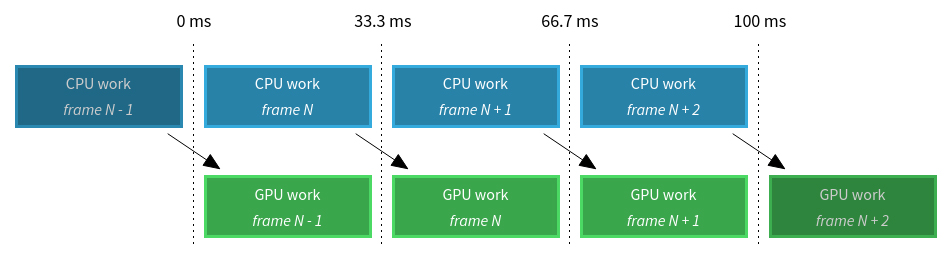 0 ms
33.3 ms
66.7 ms
100 ms
CPU work
frame N - 1
CPU work
frame N
CPU work
frame N + 1
CPU work
frame N + 2
GPU work
frame N - 1
GPU work
frame N
GPU work
frame N + 1
GPU work
frame N + 2